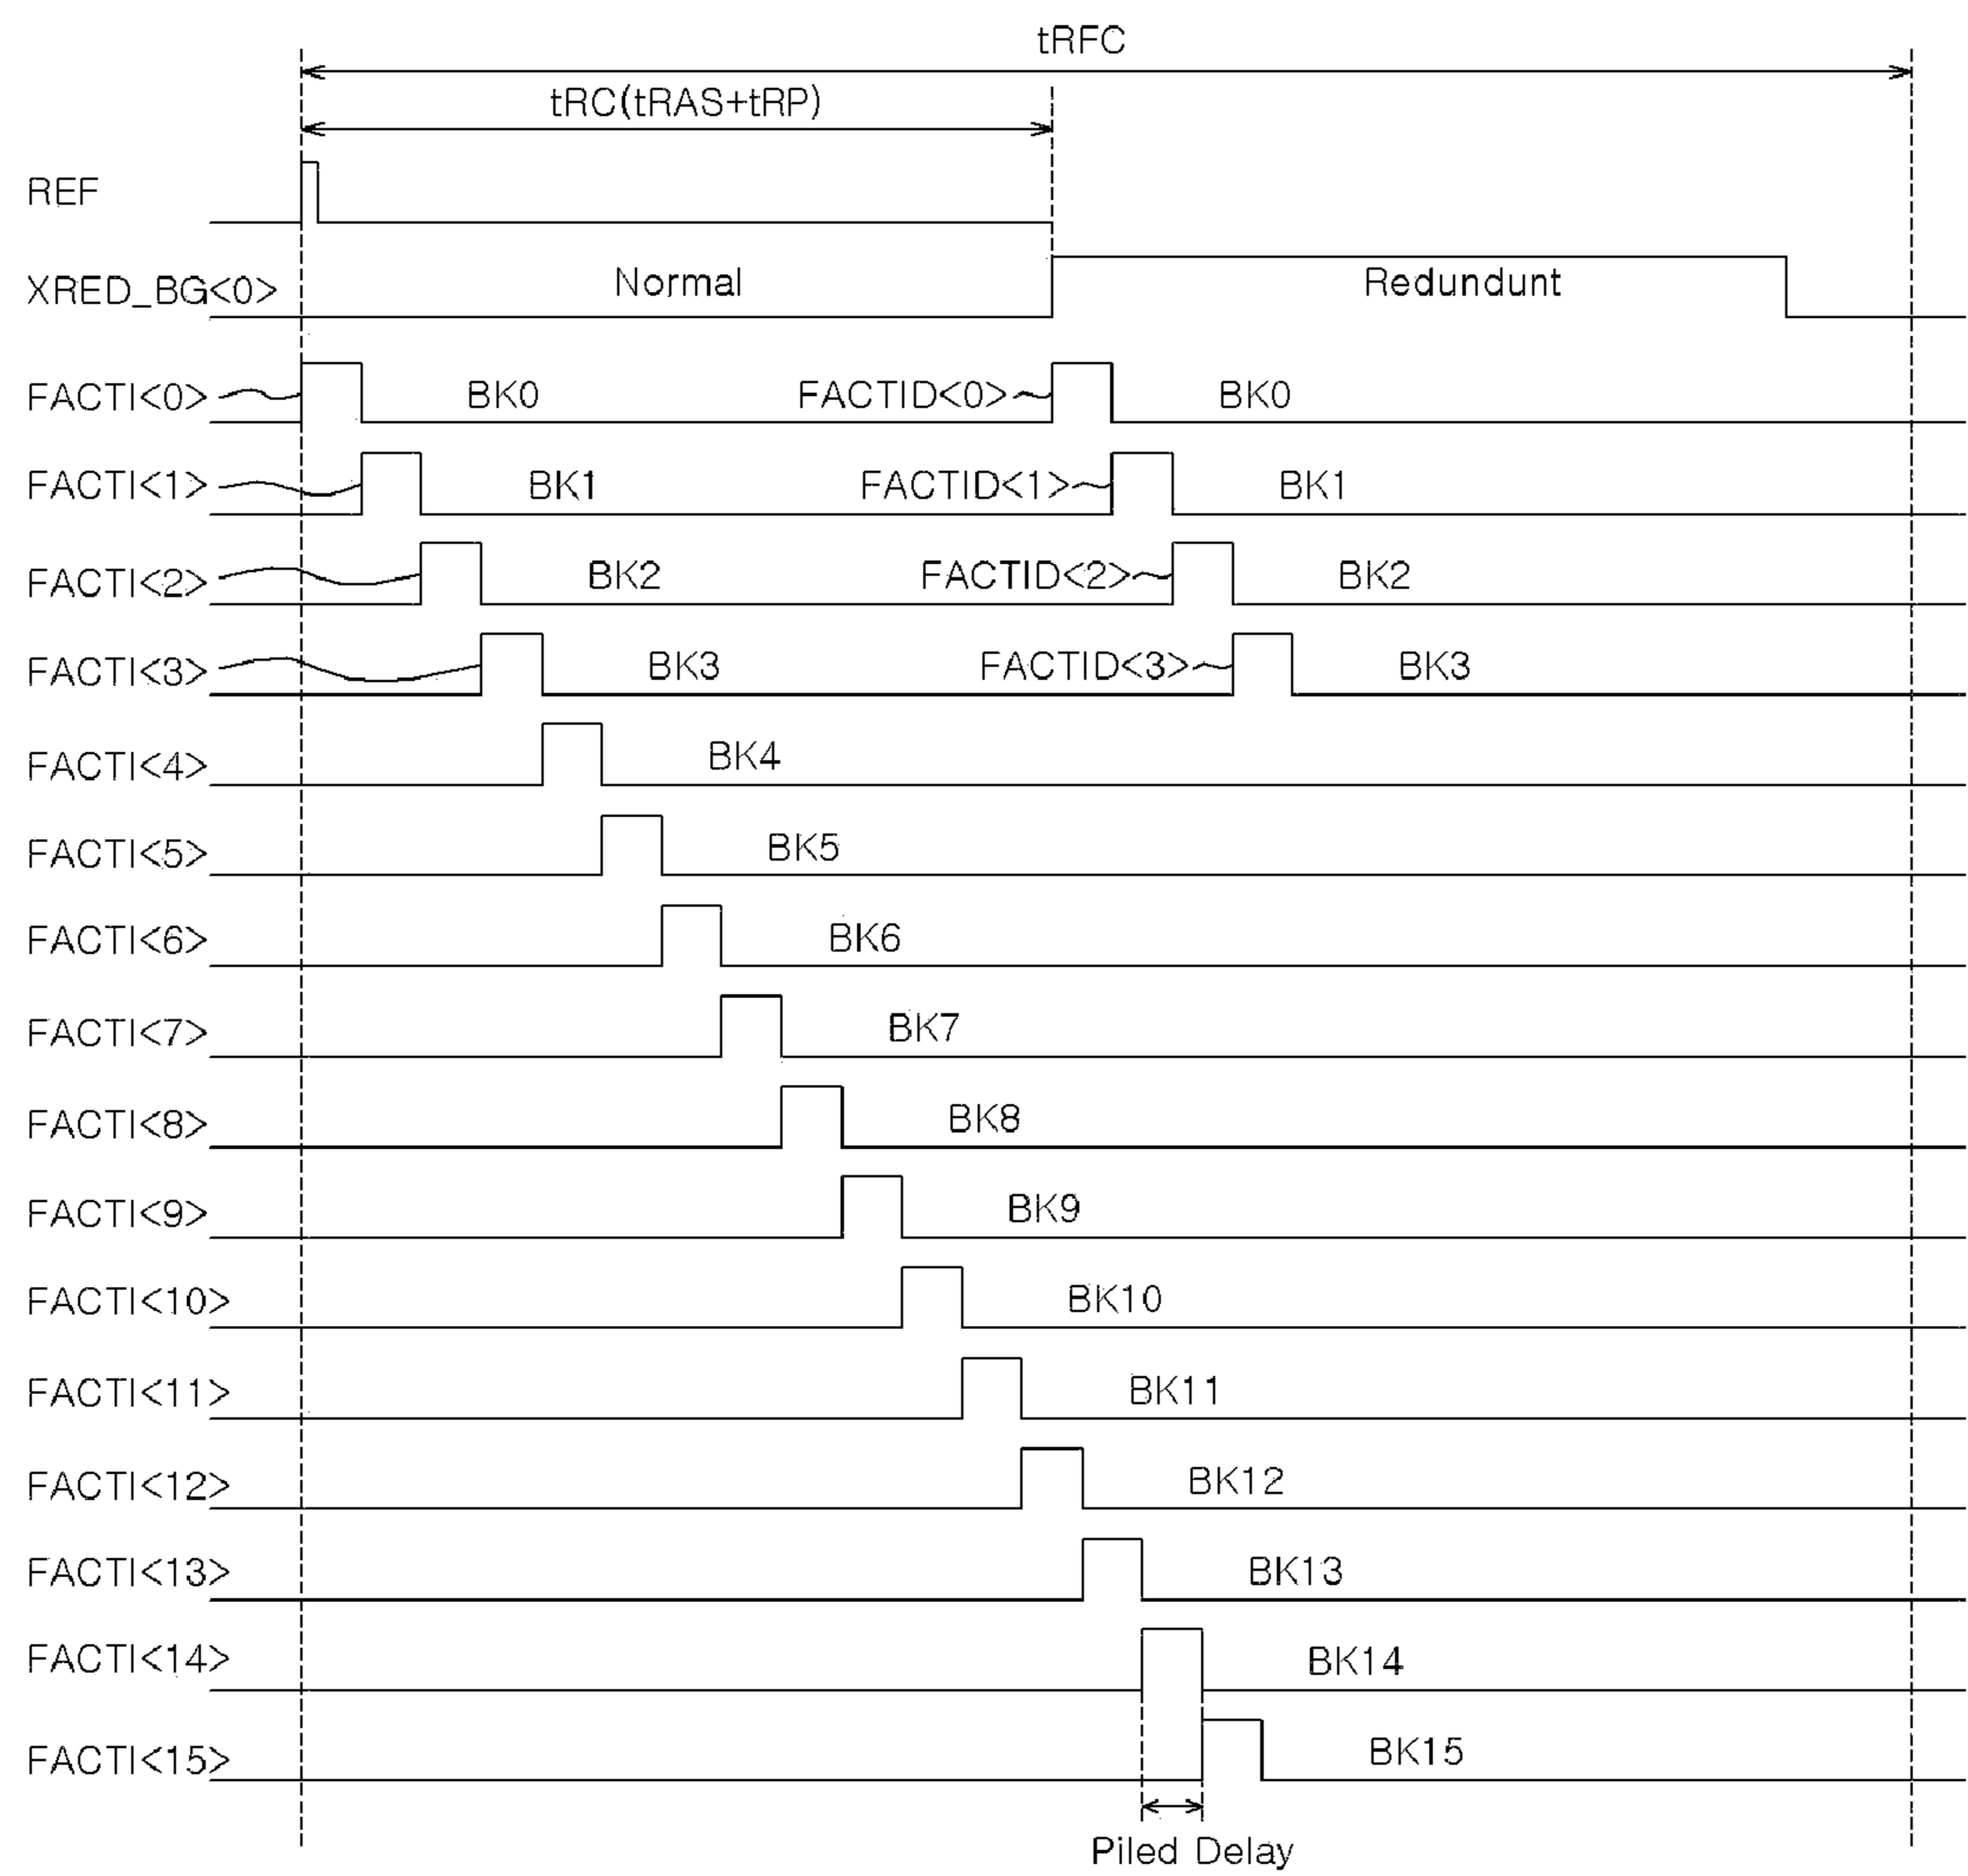 tRFC
tRC(tRAS+tRP)
REF
XRED_BG<0> Normal Redundunt
FACTI<0> BK0 FACTID<0> BK0
FACTI<1> BK1 FACTID<1> BK1
FACTI<2> BK2 FACTID<2> BK2
FACTI<3> BK3 FACTID<3> BK3
FACTI<4> BK4
FACTI<5> BK5
FACTI<6> BK6
FACTI<7> BK7
FACTI<8> BK8
FACTI<9> BK9
FACTI<10> BK10
FACTI<11> BK11
FACTI<12> BK12
FACTI<13> BK13
FACTI<14> BK14
FACTI<15> BK15
Piled Delay